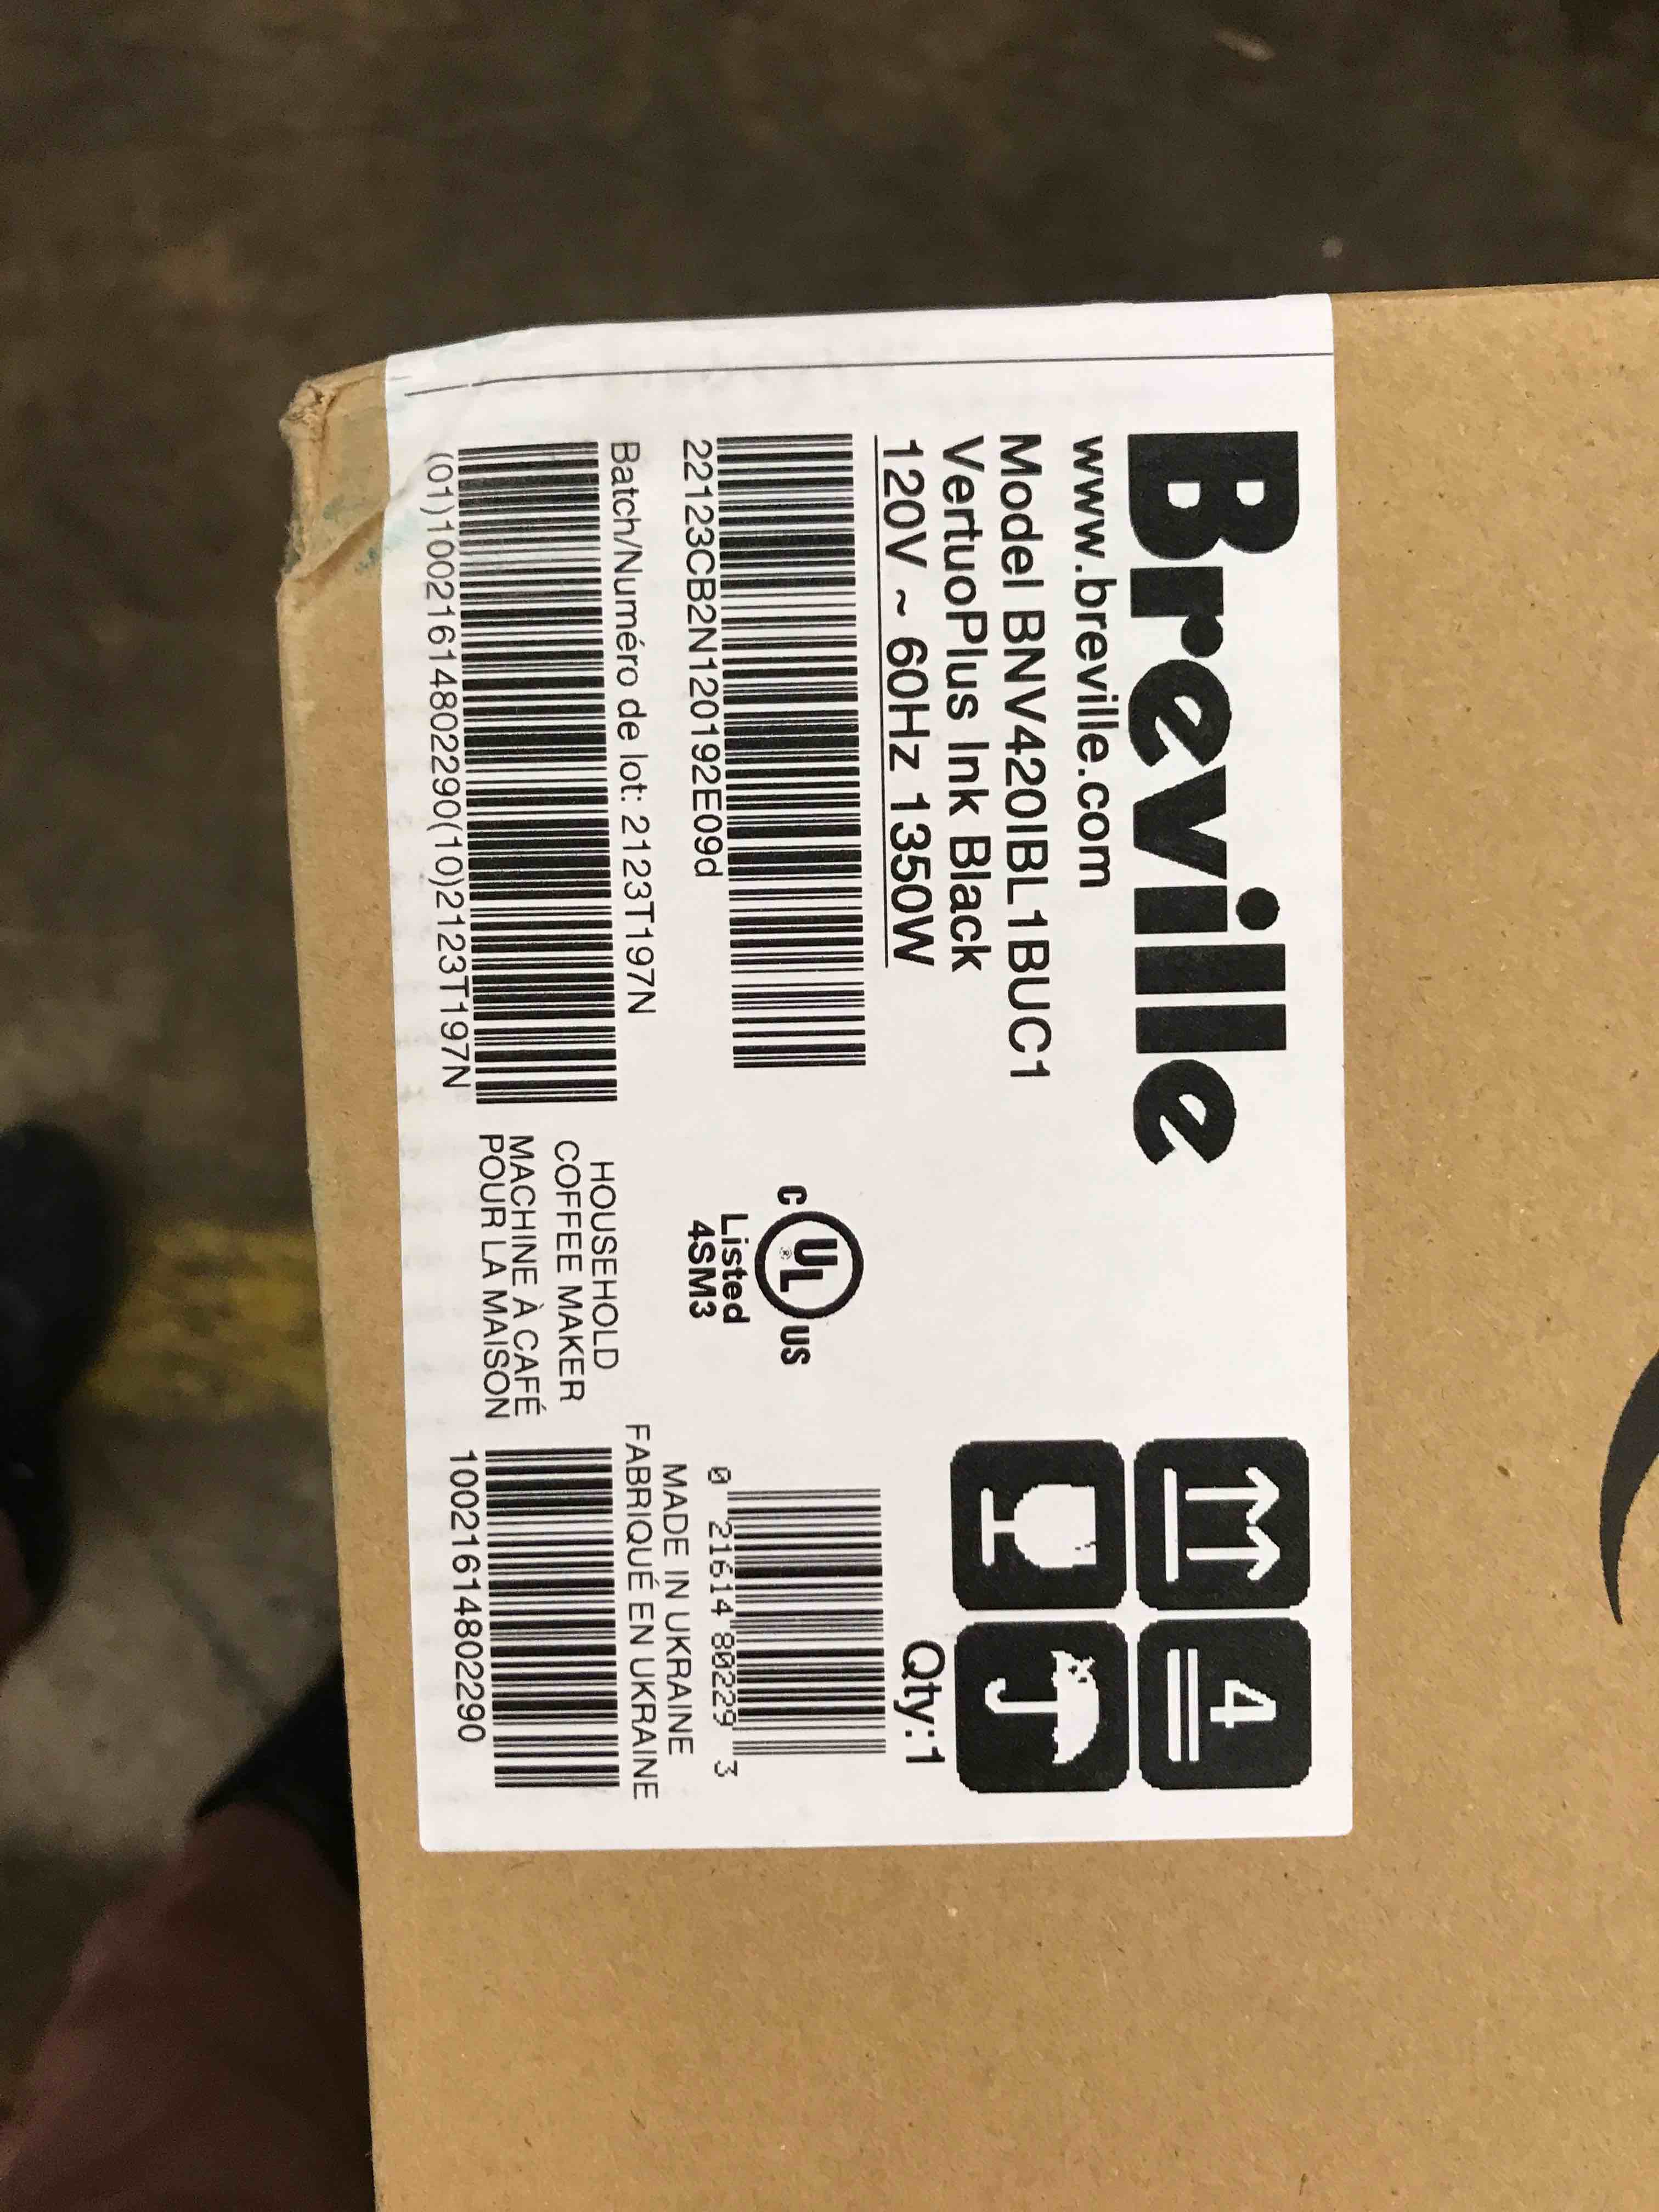 Breville
www.breville.com
Model BNV420IBL1BUC1
VertuoPlus Ink Black
120V ~ 60Hz 1350W
22123CB2N120192E09d
Batch/Numéro de lot: 2123T197N
(01)10021614802290(10)2123T197N
C UL US
®
Listed
4SM3
HOUSEHOLD
COFFEE MAKER
MACHINE À CAFÉ
POUR LA MAISON
4
Qty:1
0 21614 80229 3
MADE IN UKRAINE
FABRIQUÉ EN UKRAINE
10021614802290